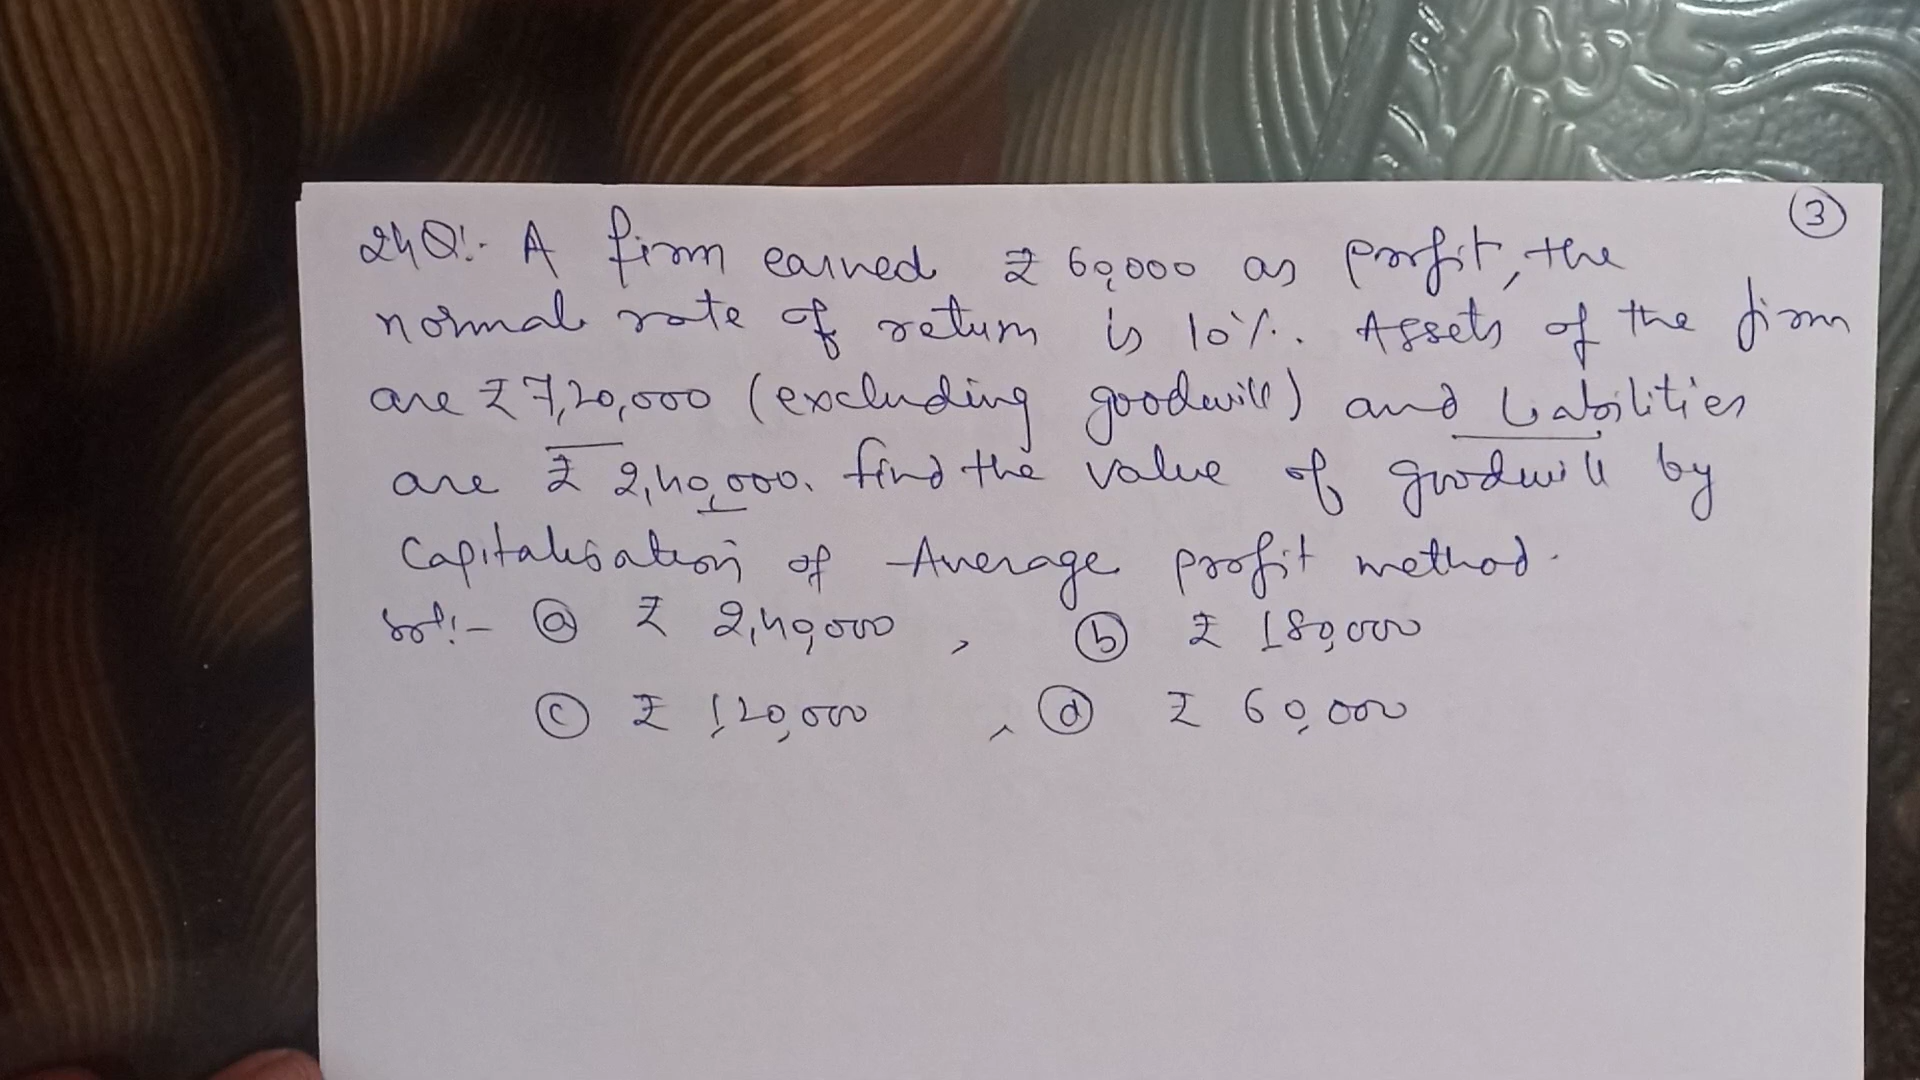 3
24Q!:- A firm earned ₹ 60,000 as profit, the
normal rate of return is 10%. Assets of the firm
are ₹ 7,20,000 (excluding goodwill) and Liabilities
are ₹ 2,40,000. find the value of goodwill by
Capitalisation of Average profit method.
Sol!:- (a) ₹ 2,40,000 , (b) ₹ 180,000
(c) ₹ 1,20,000 , (d) ₹ 60,000